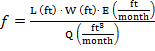 f = L (ft) · W (ft) · E (ft/month) / Q (ft³/month)